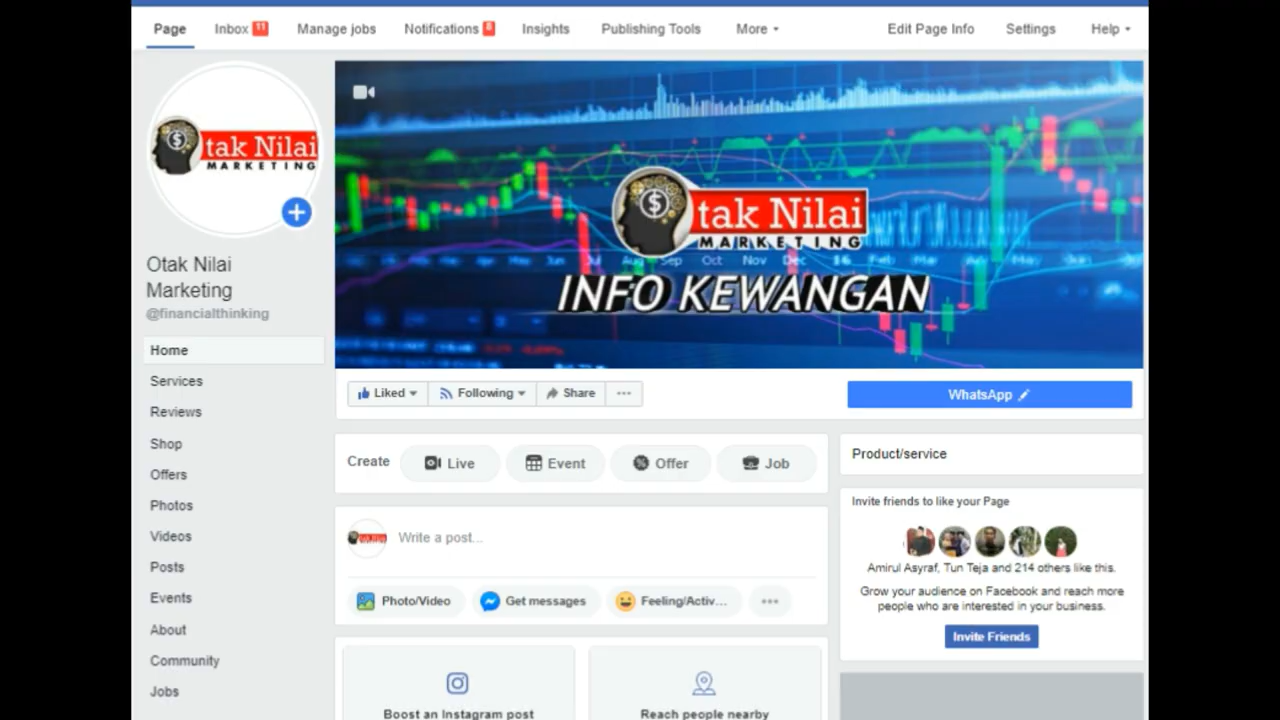 Page Inbox 11 Manage jobs Notifications 8 Insights Publishing Tools More Edit Page Info Settings Help
tak Nilai
MARKETING
Otak Nilai
Marketing
@financialthinking
Home
Services
Reviews
Shop
Offers
Photos
Videos
Posts
Events
About
Community
Jobs
tak Nilai
MARKETING
Jul Aug Sep Oct Nov Dec 16 Feb Mar
INFO KEWANGAN
Liked Following Share ...
WhatsApp
Create Live Event Offer Job
Write a post...
Photo/Video Get messages Feeling/Activ... ...
Boost an Instagram post Reach people nearby
Product/service
Invite friends to like your Page
Amirul Asyraf, Tun Teja and 214 others like this.
Grow your audience on Facebook and reach more
people who are interested in your business.
Invite Friends